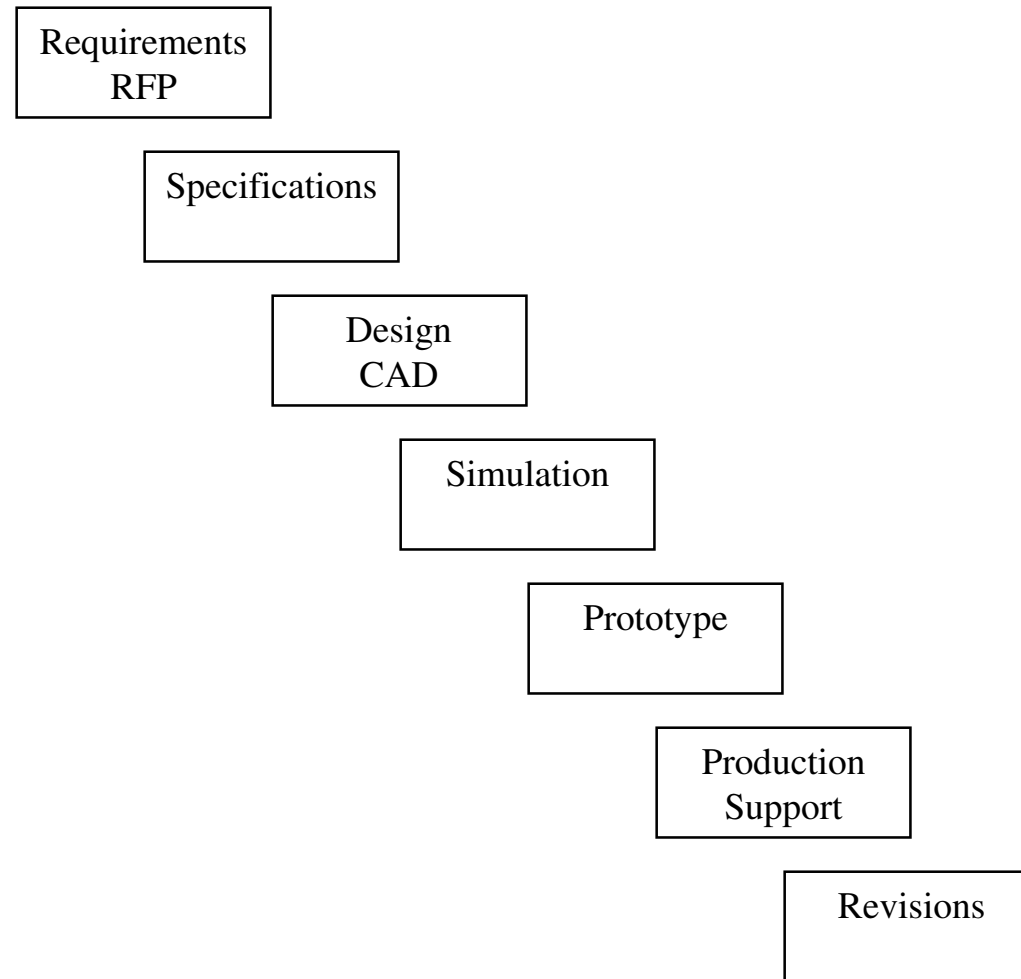 Requirements
RFP
Specifications
Design
CAD
Simulation
Prototype
Production
Support
Revisions